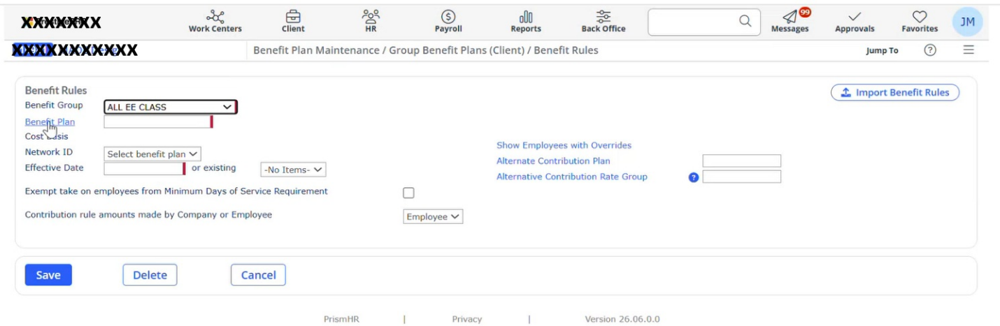 XXXXXXX
Work Centers
Client
HR
Payroll
Reports
Back Office
99
Messages
Approvals
Favorites
JM
XXXXXXXXXXX
Benefit Plan Maintenance / Group Benefit Plans (Client) / Benefit Rules
Jump To
?
Benefit Rules
Import Benefit Rules
Benefit Group ALL EE CLASS
Benefit Plan
Cost Basis
Network ID Select benefit plan
Show Employees with Overrides
Alternate Contribution Plan
Effective Date or existing -No Items-
Alternative Contribution Rate Group ?
Exempt take on employees from Minimum Days of Service Requirement
Contribution rule amounts made by Company or Employee Employee
Save Delete Cancel
PrismHR | Privacy | Version 26.06.0.0